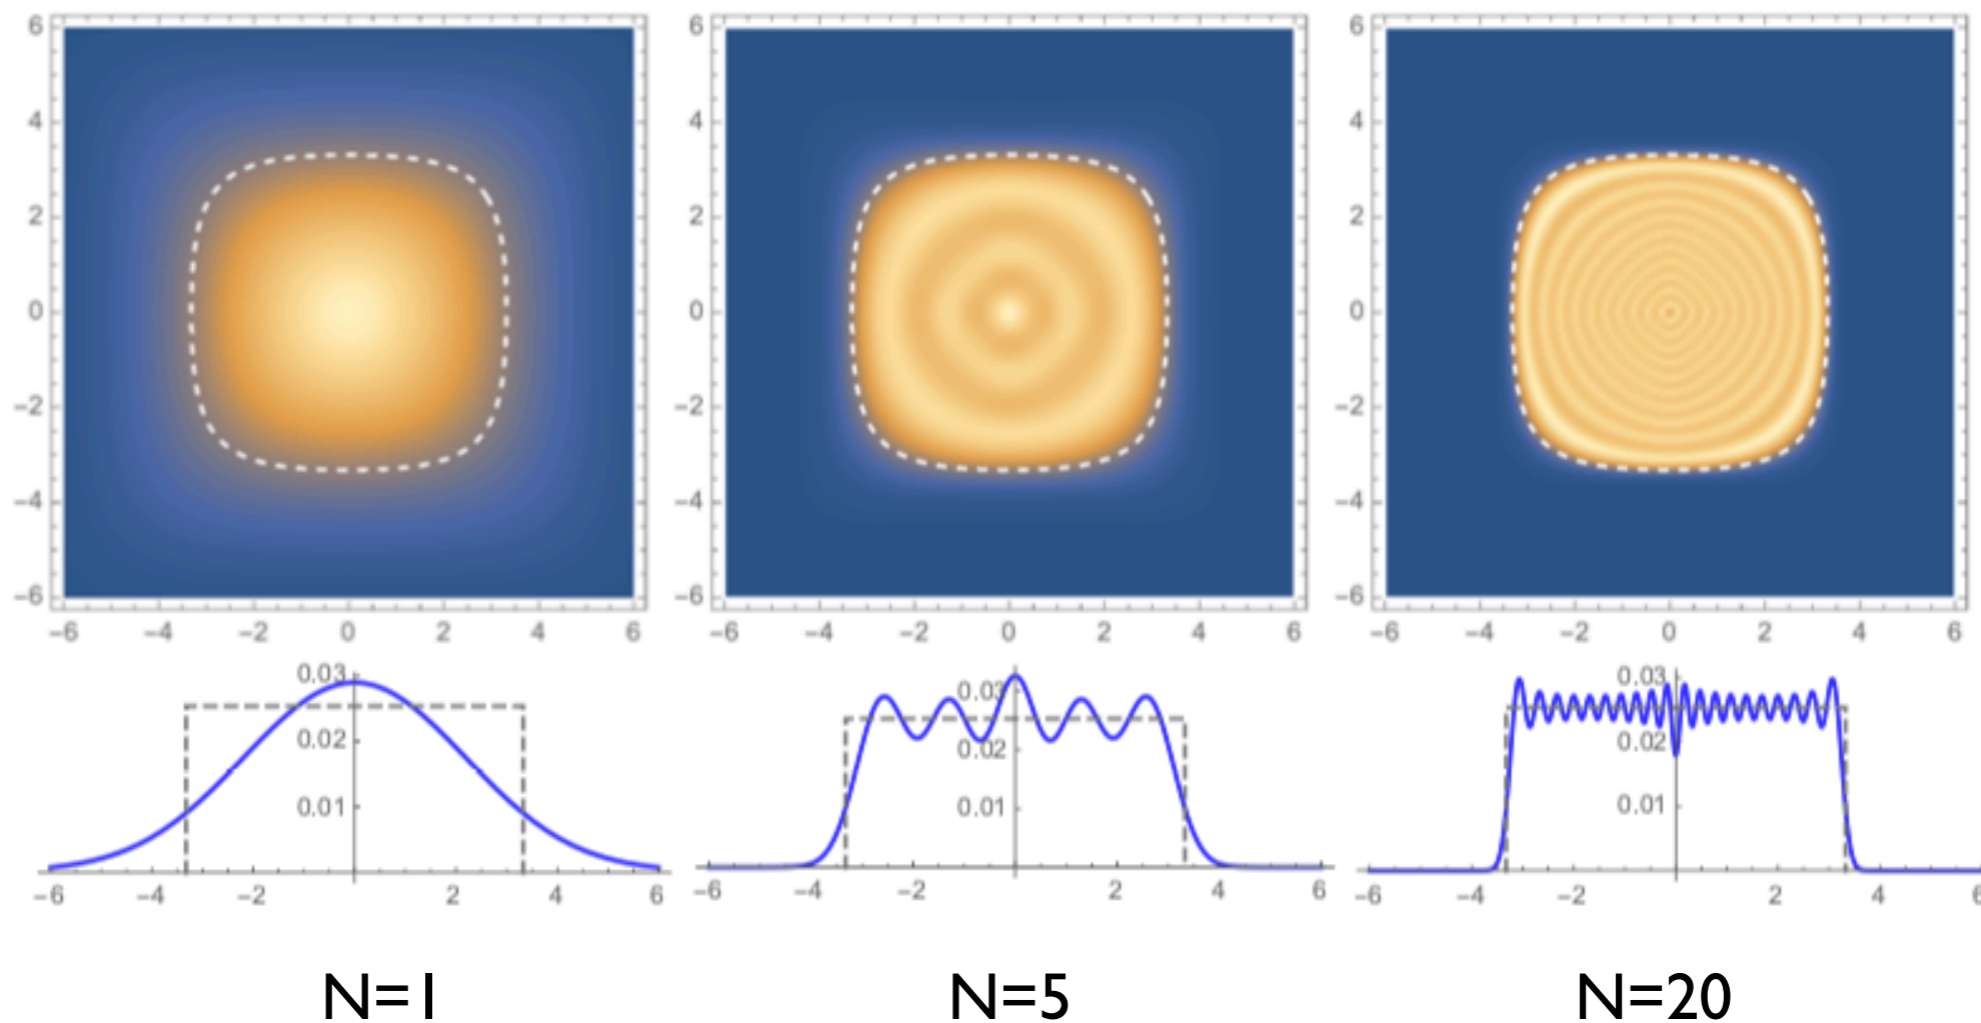 6 6 6
4 4 4
2 2 2
0 0 0
−2 −2 −2
−4 −4 −4
−6 −6 −6
−6 −4 −2 0 2 4 6 −6 −4 −2 0 2 4 6 −6 −4 −2 0 2 4 6
0.03 0.03 0.03
0.02 0.02 0.02
0.01 0.01 0.01
−6 −4 −2 2 4 6 −6 −4 −2 2 4 6 −6 −4 −2 2 4 6
N=1 N=5 N=20